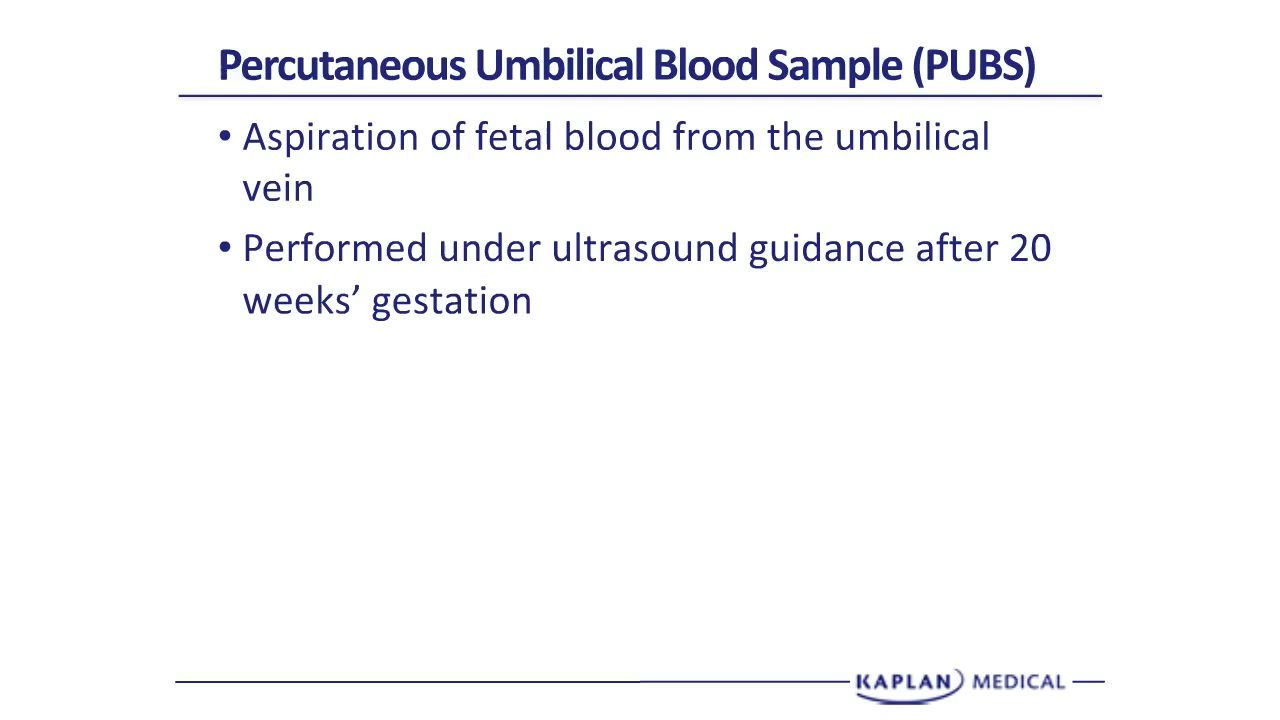 Percutaneous Umbilical Blood Sample (PUBS)
• Aspiration of fetal blood from the umbilical
vein
• Performed under ultrasound guidance after 20
weeks’ gestation
KAPLAN MEDICAL